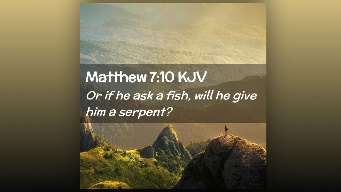 Matthew 7:10 KJV
Or if he ask a fish, will he give
him a serpent?